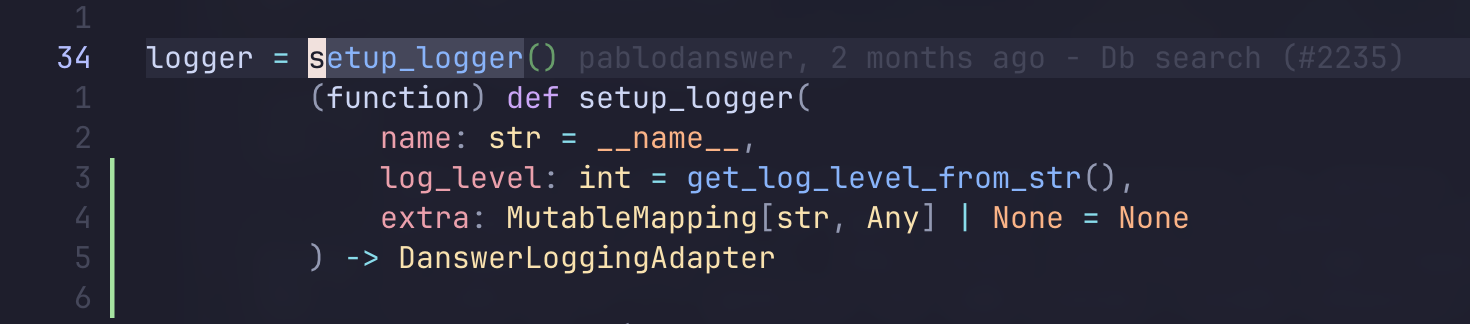 1
34 logger = setup_logger() pablodanswer, 2 months ago - Db search (#2235)
1 (function) def setup_logger(
2 name: str = __name__,
3 log_level: int = get_log_level_from_str(),
4 extra: MutableMapping[str, Any] | None = None
5 ) -> DanswerLoggingAdapter
6